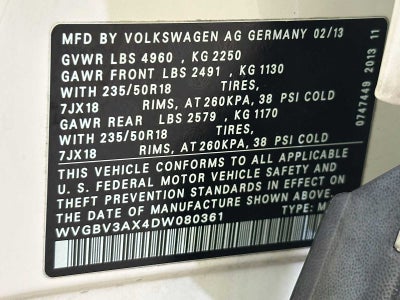 MFD BY VOLKSWAGEN AG GERMANY 02/13
GVWR LBS 4960 , KG 2250
GAWR FRONT LBS 2491 , KG 1130
WITH 235/50R18 TIRES,
7JX18 RIMS, AT 260KPA, 38 PSI COLD
GAWR REAR LBS 2579 , KG 1170
WITH 235/50R18 TIRES,
7JX18 RIMS, AT 260KPA, 38 PSI COLD
THIS VEHICLE CONFORMS TO ALL APPLICABLE
U. S. FEDERAL MOTOR VEHICLE SAFETY AND
THEFT PREVENTION STANDARDS IN EFFECT ON
THE DATE OF MANUFACTURE SHOWN ABOVE.
WVGBV3AX4DW080361 TYPE: M
0747449 2013 11